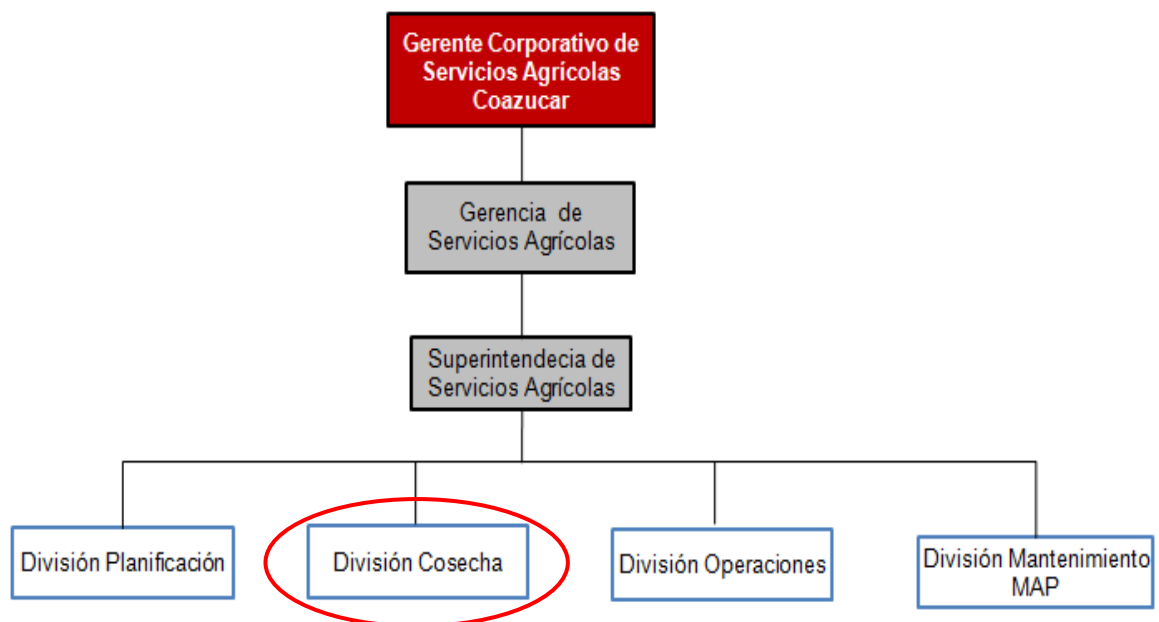 Gerente Corporativo de
Servicios Agrícolas
Coazucar
Gerencia de
Servicios Agrícolas
Superintendecia de
Servicios Agrícolas
División Planificación
División Cosecha
División Operaciones
División Mantenimiento
MAP